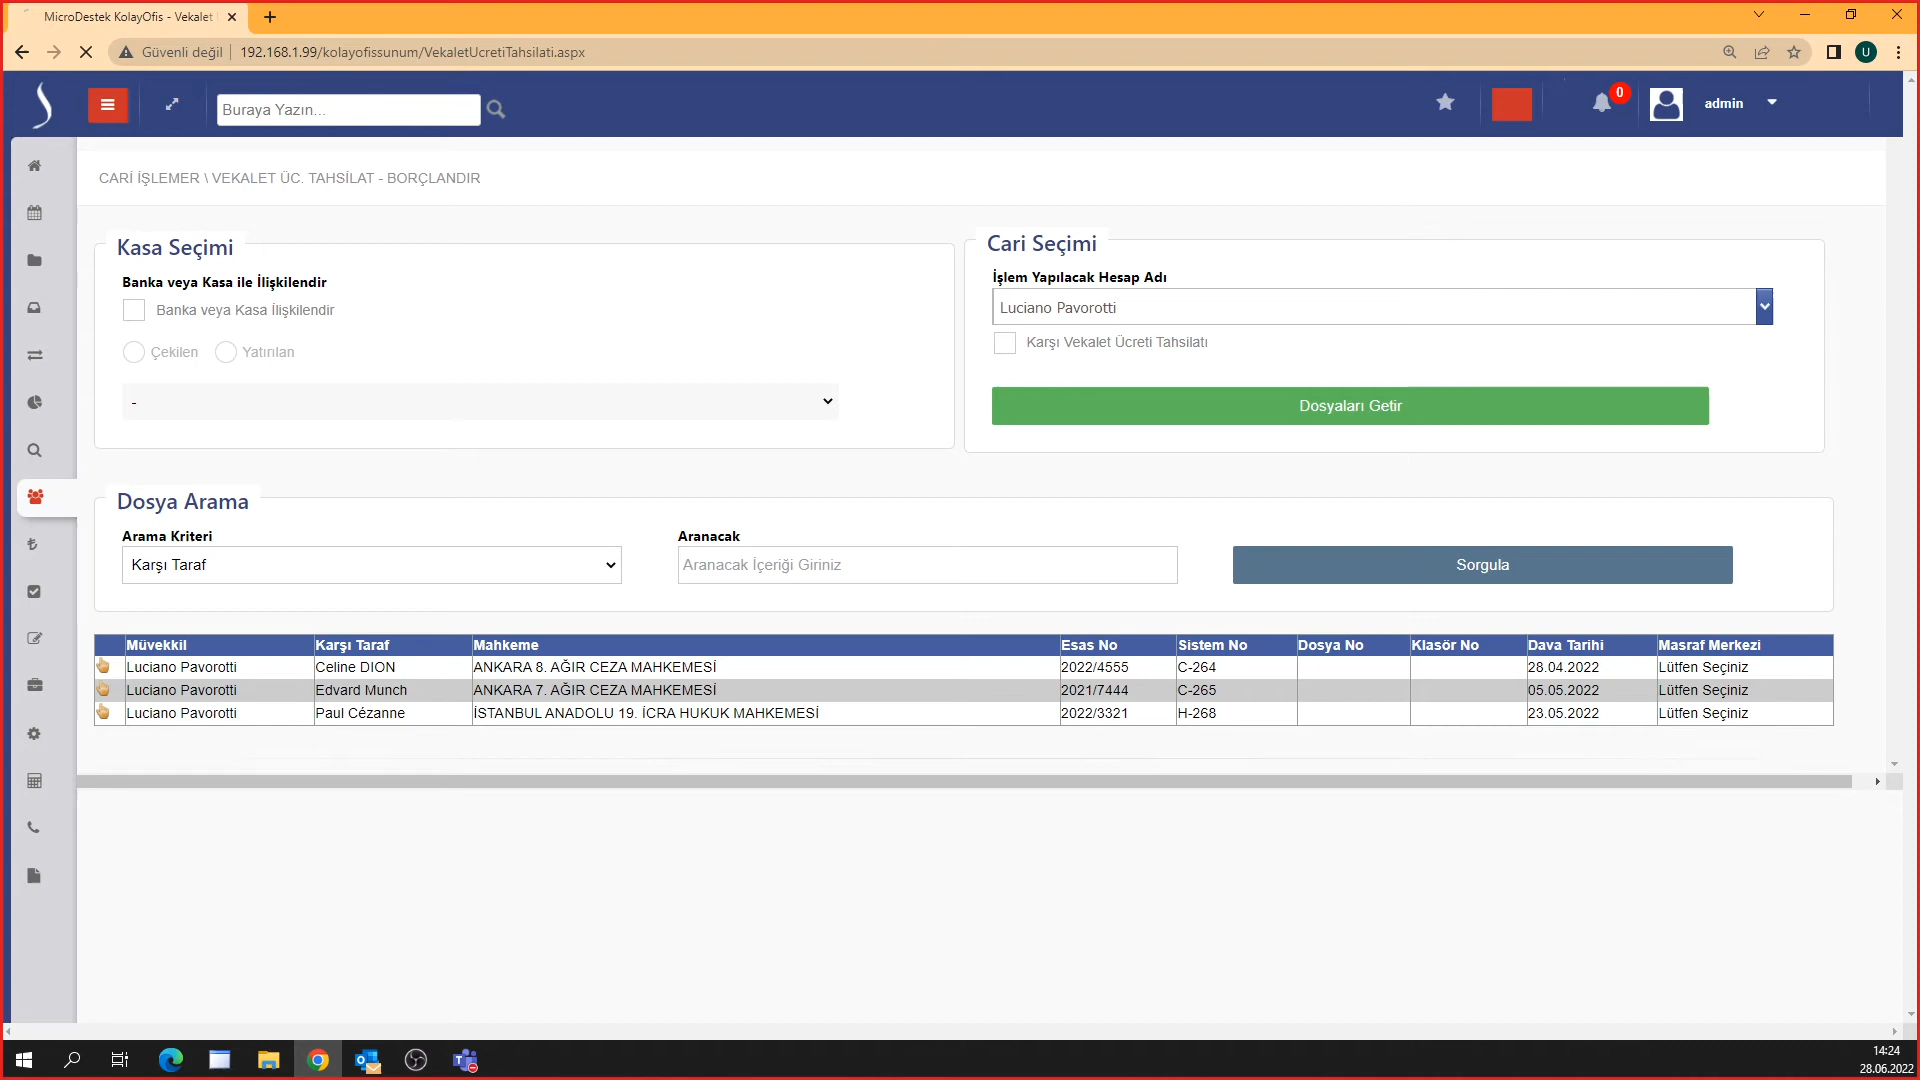 MicroDestek KolayOfis - Vekalet
Güvenli değil
192.168.1.99/kolayofissunum/VekaletUcretiTahsilati.aspx
U
Buraya Yazın...
0
admin
CARİ İŞLEMER \ VEKALET ÜC. TAHSİLAT - BORÇLANDIR
Kasa Seçimi
Banka veya Kasa ile İlişkilendir
Banka veya Kasa İlişkilendir
Çekilen
Yatırılan
-
Cari Seçimi
İşlem Yapılacak Hesap Adı
Luciano Pavorotti
Karşı Vekalet Ücreti Tahsilatı
Dosyaları Getir
Dosya Arama
Arama Kriteri
Karşı Taraf
Aranacak
Aranacak İçeriği Giriniz
Sorgula
Müvekkil Karşı Taraf Mahkeme Esas No Sistem No Dosya No Klasör No Dava Tarihi Masraf Merkezi
Luciano Pavorotti Celine DION ANKARA 8. AĞIR CEZA MAHKEMESİ 2022/4555 C-264 28.04.2022 Lütfen Seçiniz
Luciano Pavorotti Edvard Munch ANKARA 7. AĞIR CEZA MAHKEMESİ 2021/7444 C-265 05.05.2022 Lütfen Seçiniz
Luciano Pavorotti Paul Cézanne İSTANBUL ANADOLU 19. İCRA HUKUK MAHKEMESİ 2022/3321 H-268 23.05.2022 Lütfen Seçiniz
14:24
28.06.2022